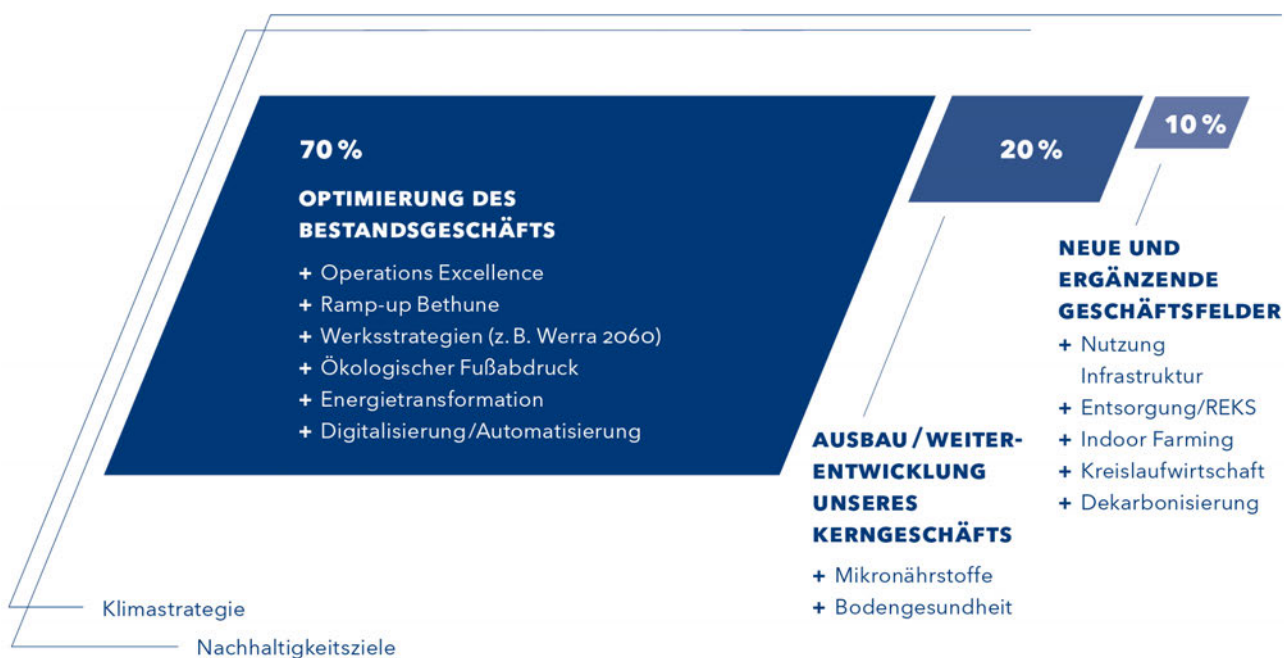 70 %
OPTIMIERUNG DES
BESTANDSGESCHÄFTS
+ Operations Excellence
+ Ramp-up Bethune
+ Werksstrategien (z. B. Werra 2060)
+ Ökologischer Fußabdruck
+ Energietransformation
+ Digitalisierung/Automatisierung
20 %
AUSBAU / WEITER-
ENTWICKLUNG
UNSERES
KERNGESCHÄFTS
+ Mikronährstoffe
+ Bodengesundheit
10 %
NEUE UND
ERGÄNZENDE
GESCHÄFTSFELDER
+ Nutzung
Infrastruktur
+ Entsorgung/REKS
+ Indoor Farming
+ Kreislaufwirtschaft
+ Dekarbonisierung
Klimastrategie
Nachhaltigkeitsziele